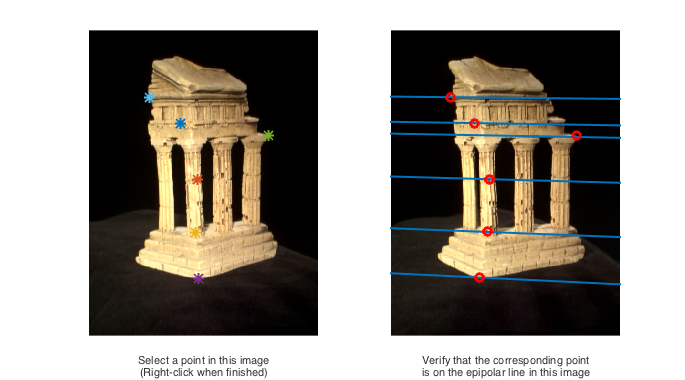 Select a point in this image
(Right-click when finished)
Verify that the corresponding point
is on the epipolar line in this image